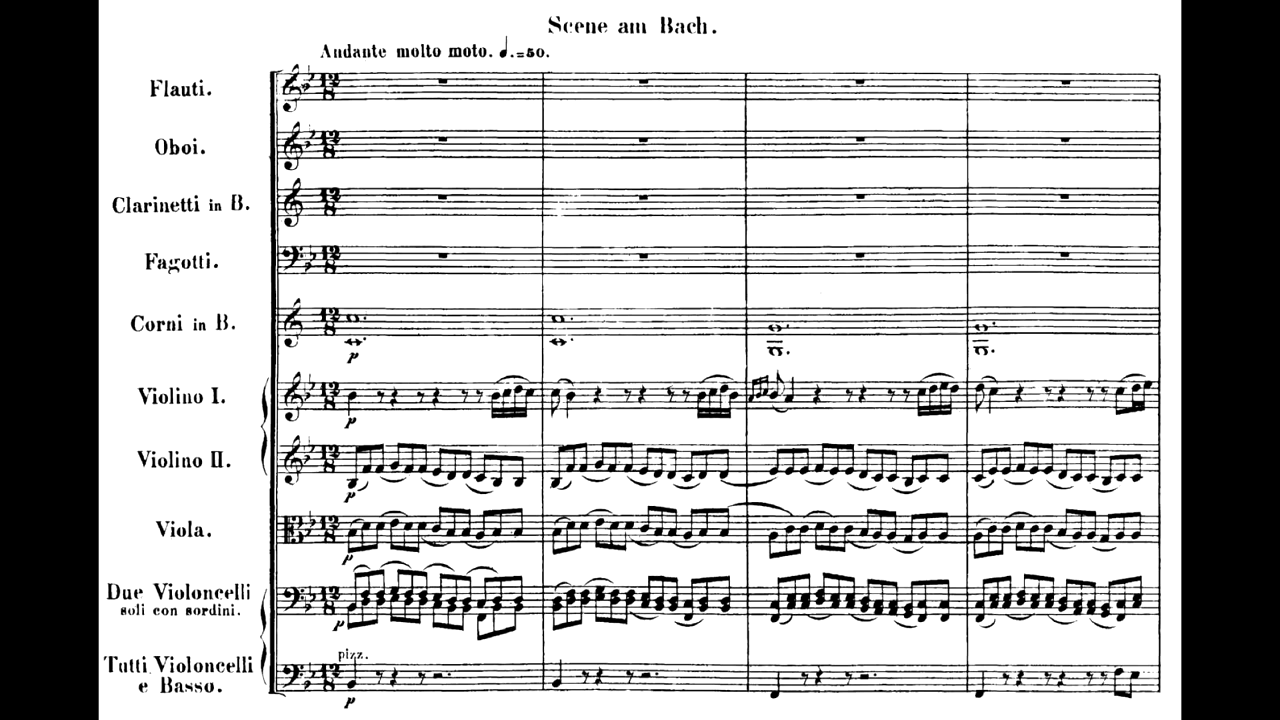 Scene am Bach.
Andante molto moto. ♩.=50.
Flauti.
Oboi.
Clarinetti in B.
Fagotti.
Corni in B.
p
Violino I.
p
Violino II.
p
Viola.
p
Due Violoncelli
soli con sordini.
p
pizz.
Tutti Violoncelli
e Basso.
p